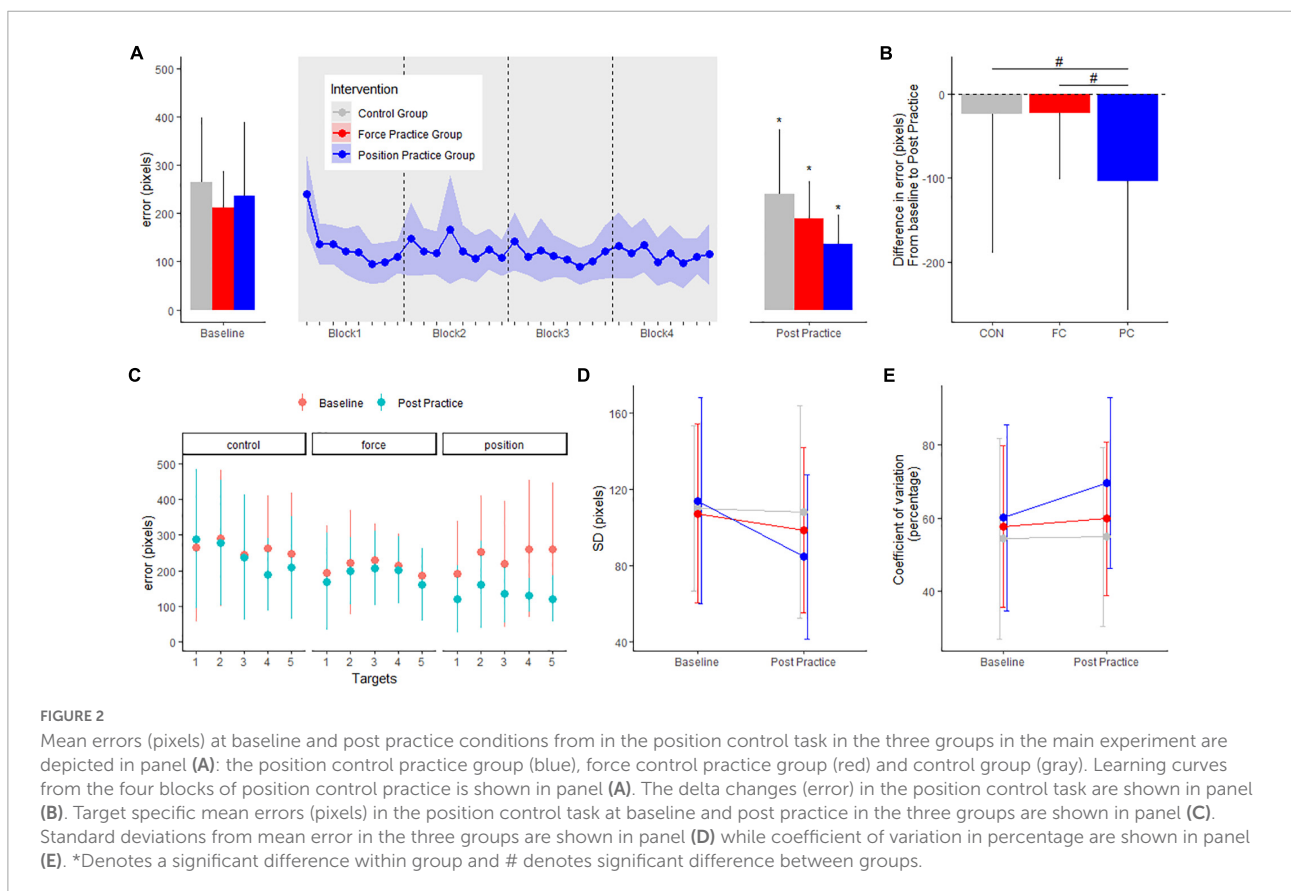 A
B
500
400
300
200
100
0
error (pixels)
Intervention
Control Group
Force Practice Group
Position Practice Group
Baseline
Block1
Block2
Block3
Block4
*
*
*
Post Practice
#
#
0
-100
-200
Difference in error (pixels)
From baseline to Post Practice
CON
FC
PC
C
D
E
Baseline
Post Practice
control
force
position
500
400
300
200
100
0
error (pixels)
1 2 3 4 5
1 2 3 4 5
1 2 3 4 5
Targets
160
120
80
40
SD (pixels)
Baseline
Post Practice
80
60
40
Coefficient of variation
(percentage)
Baseline
Post Practice
FIGURE 2
Mean errors (pixels) at baseline and post practice conditions from in the position control task in the three groups in the main experiment are
depicted in panel (A): the position control practice group (blue), force control practice group (red) and control group (gray). Learning curves
from the four blocks of position control practice is shown in panel (A). The delta changes (error) in the position control task are shown in panel
(B). Target specific mean errors (pixels) in the position control task at baseline and post practice in the three groups are shown in panel (C).
Standard deviations from mean error in the three groups are shown in panel (D) while coefficient of variation in percentage are shown in panel
(E). *Denotes a significant difference within group and # denotes significant difference between groups.